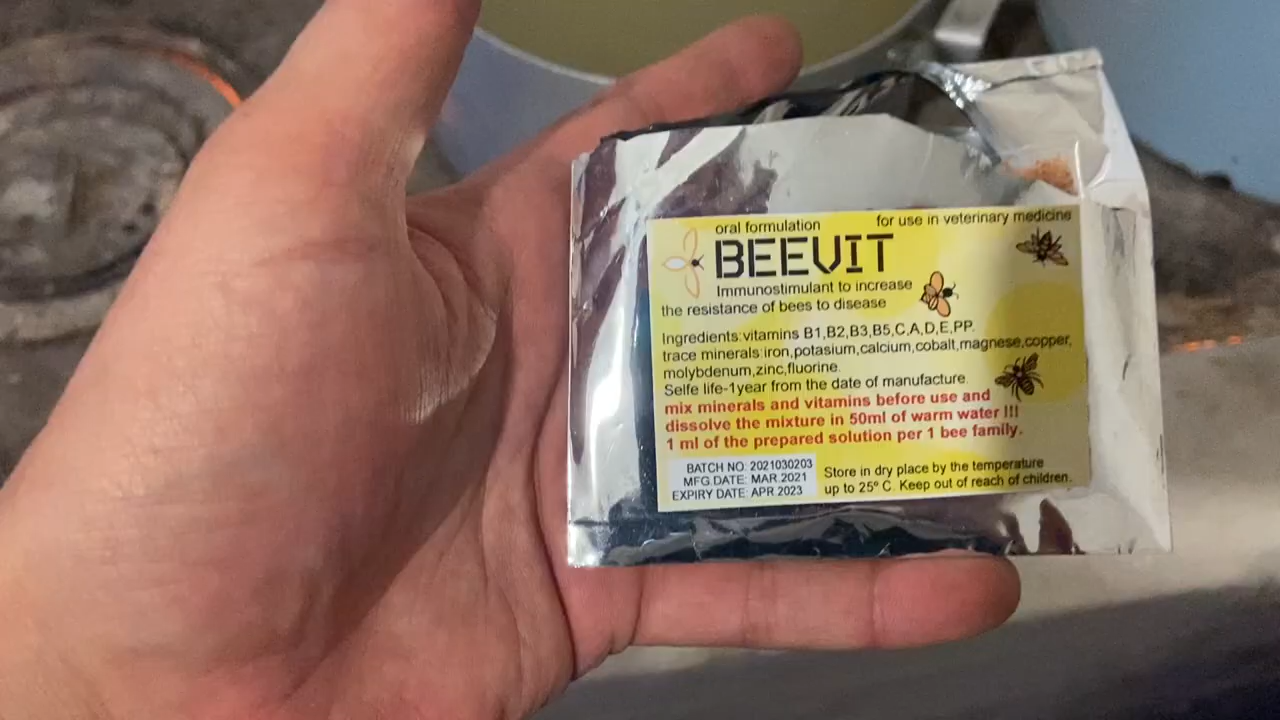 oral formulation for use in veterinary medicine
BEEVIT
Immunostimulant to increase
the resistance of bees to disease
Ingredients:vitamins B1,B2,B3,B5,C,A,D,E,PP.
trace minerals:iron,potasium,calcium,cobalt,magnese,copper,
molybdenum,zinc,fluorine.
Selfe life-1year from the date of manufacture.
mix minerals and vitamins before use and
dissolve the mixture in 50ml of warm water !!!
1 ml of the prepared solution per 1 bee family.
BATCH NO: 2021030203
MFG.DATE: MAR.2021
EXPIRY DATE: APR.2023
Store in dry place by the temperature
up to 25º C. Keep out of reach of children.